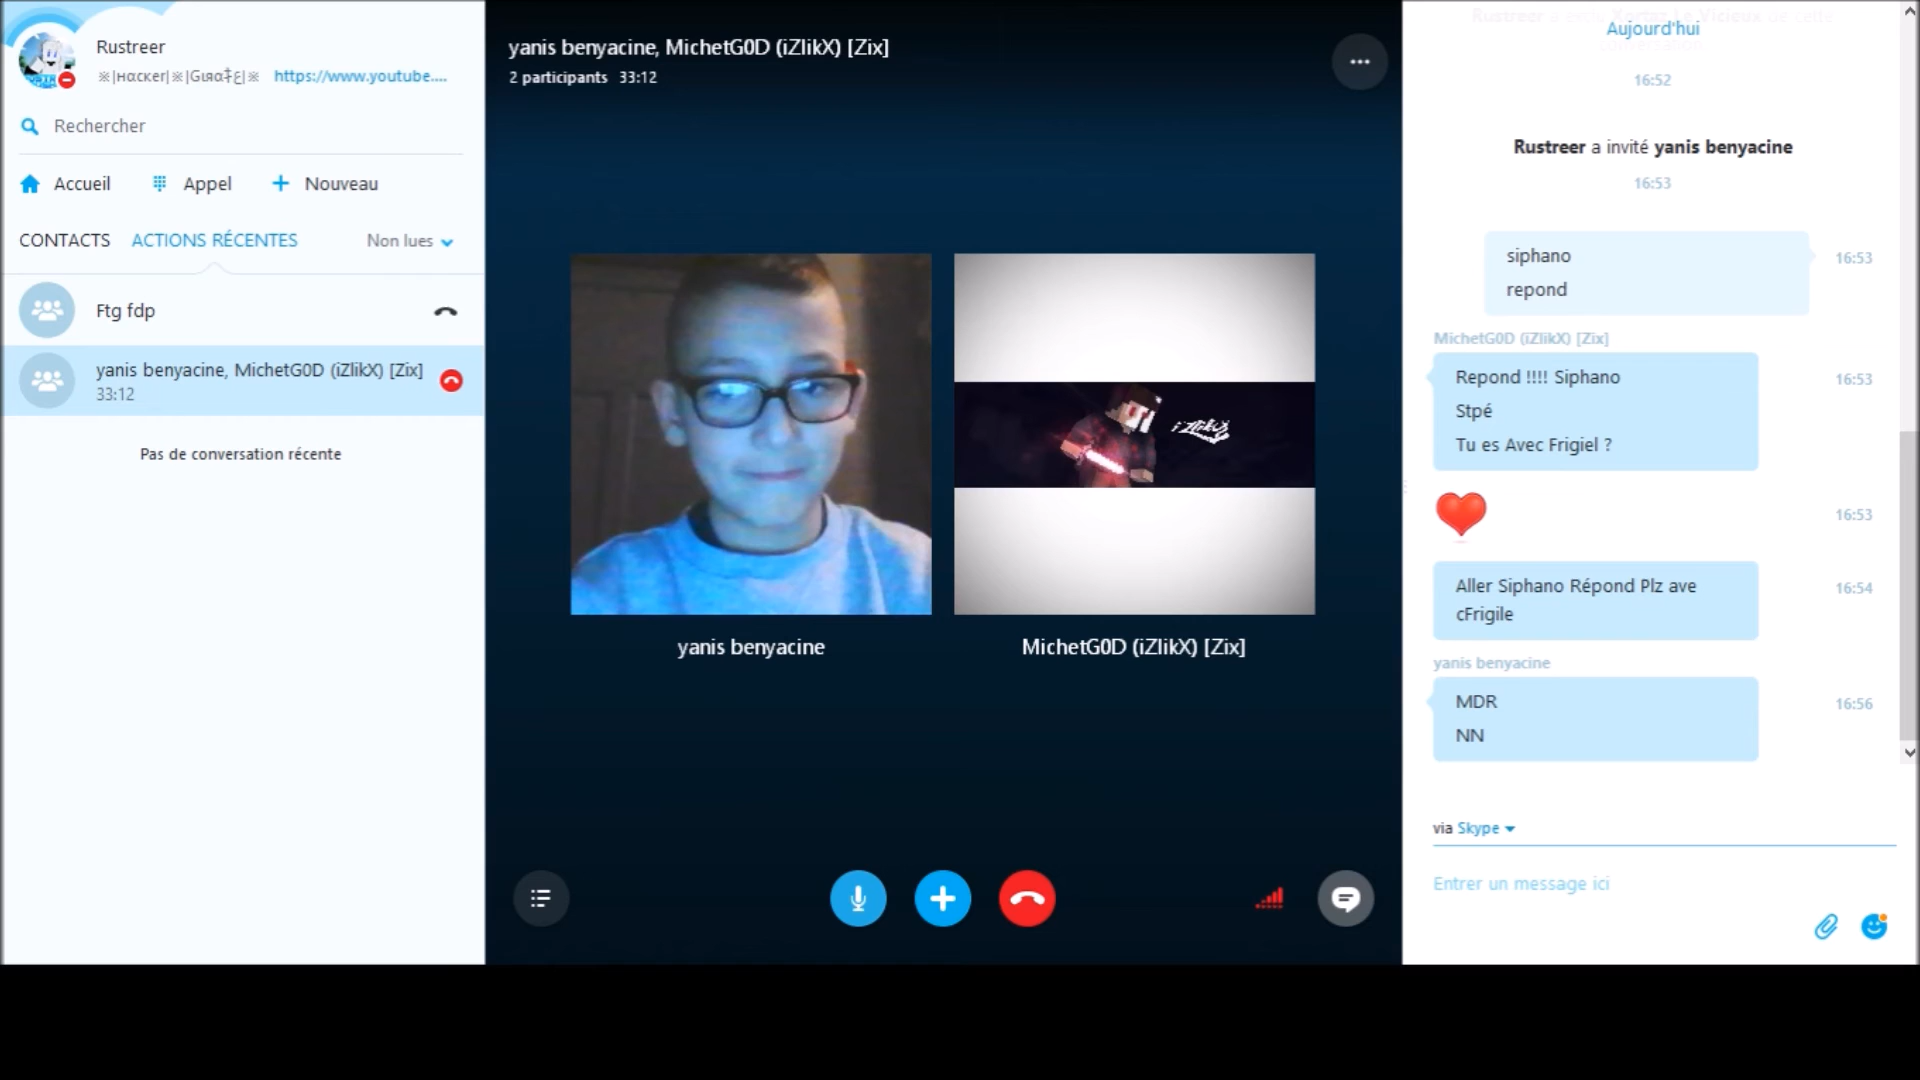 Rustreer
https://www.youtube....
Rechercher
Accueil
Appel
Nouveau
CONTACTS
ACTIONS RÉCENTES
Non lues
Ftg fdp
yanis benyacine, MichetG0D (iZlikX) [Zix]
33:12
Pas de conversation récente
yanis benyacine, MichetG0D (iZlikX) [Zix]
2 participants 33:12
yanis benyacine
MichetG0D (iZlikX) [Zix]
Aujourd'hui
16:52
Rustreer a invité yanis benyacine
16:53
siphano
repond
16:53
MichetG0D (iZlikX) [Zix]
Repond !!!! Siphano
16:53
Stpé
Tu es Avec Frigiel ?
16:53
Aller Siphano Répond Plz ave
cFrigile
16:54
yanis benyacine
MDR
16:56
NN
via Skype
Entrer un message ici